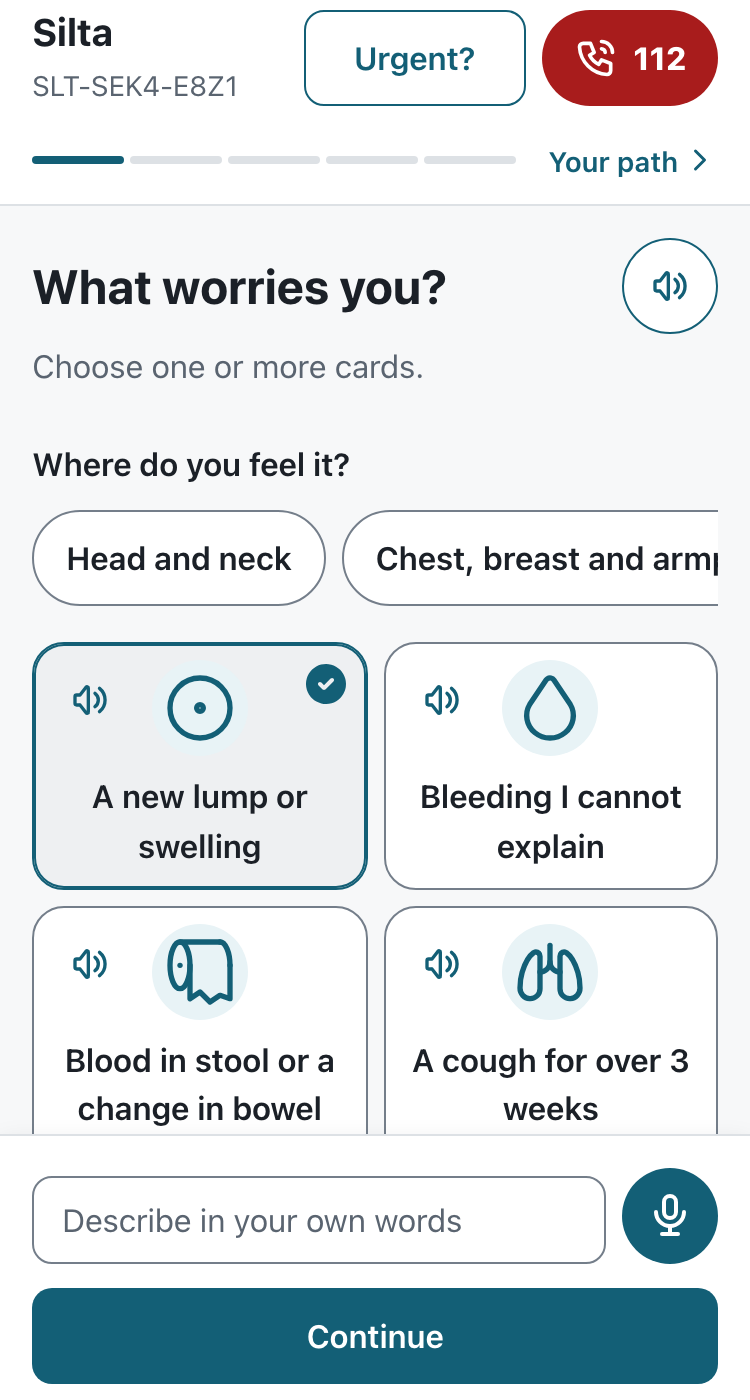 Silta
SLT-SEK4-E8Z1
Urgent?
112
Your path
What worries you?
Choose one or more cards.
Where do you feel it?
Head and neck
Chest, breast and
A new lump or
swelling
Bleeding I cannot
explain
Blood in stool or a
change in bowel
A cough for over 3
weeks
Describe in your own words
Continue